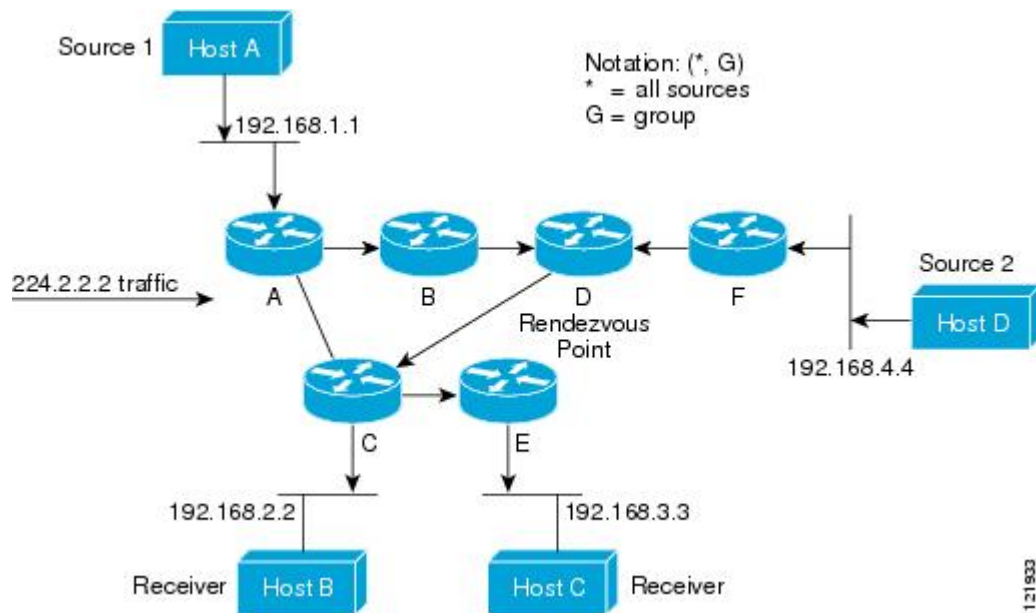 Source 1
Host A
Notation: (*, G)
* = all sources
G = group
192.168.1.1
224.2.2.2 traffic
A
B
D
Rendezvous
Point
F
Source 2
Host D
192.168.4.4
C
E
192.168.2.2
192.168.3.3
Receiver
Host B
Host C
Receiver
121933